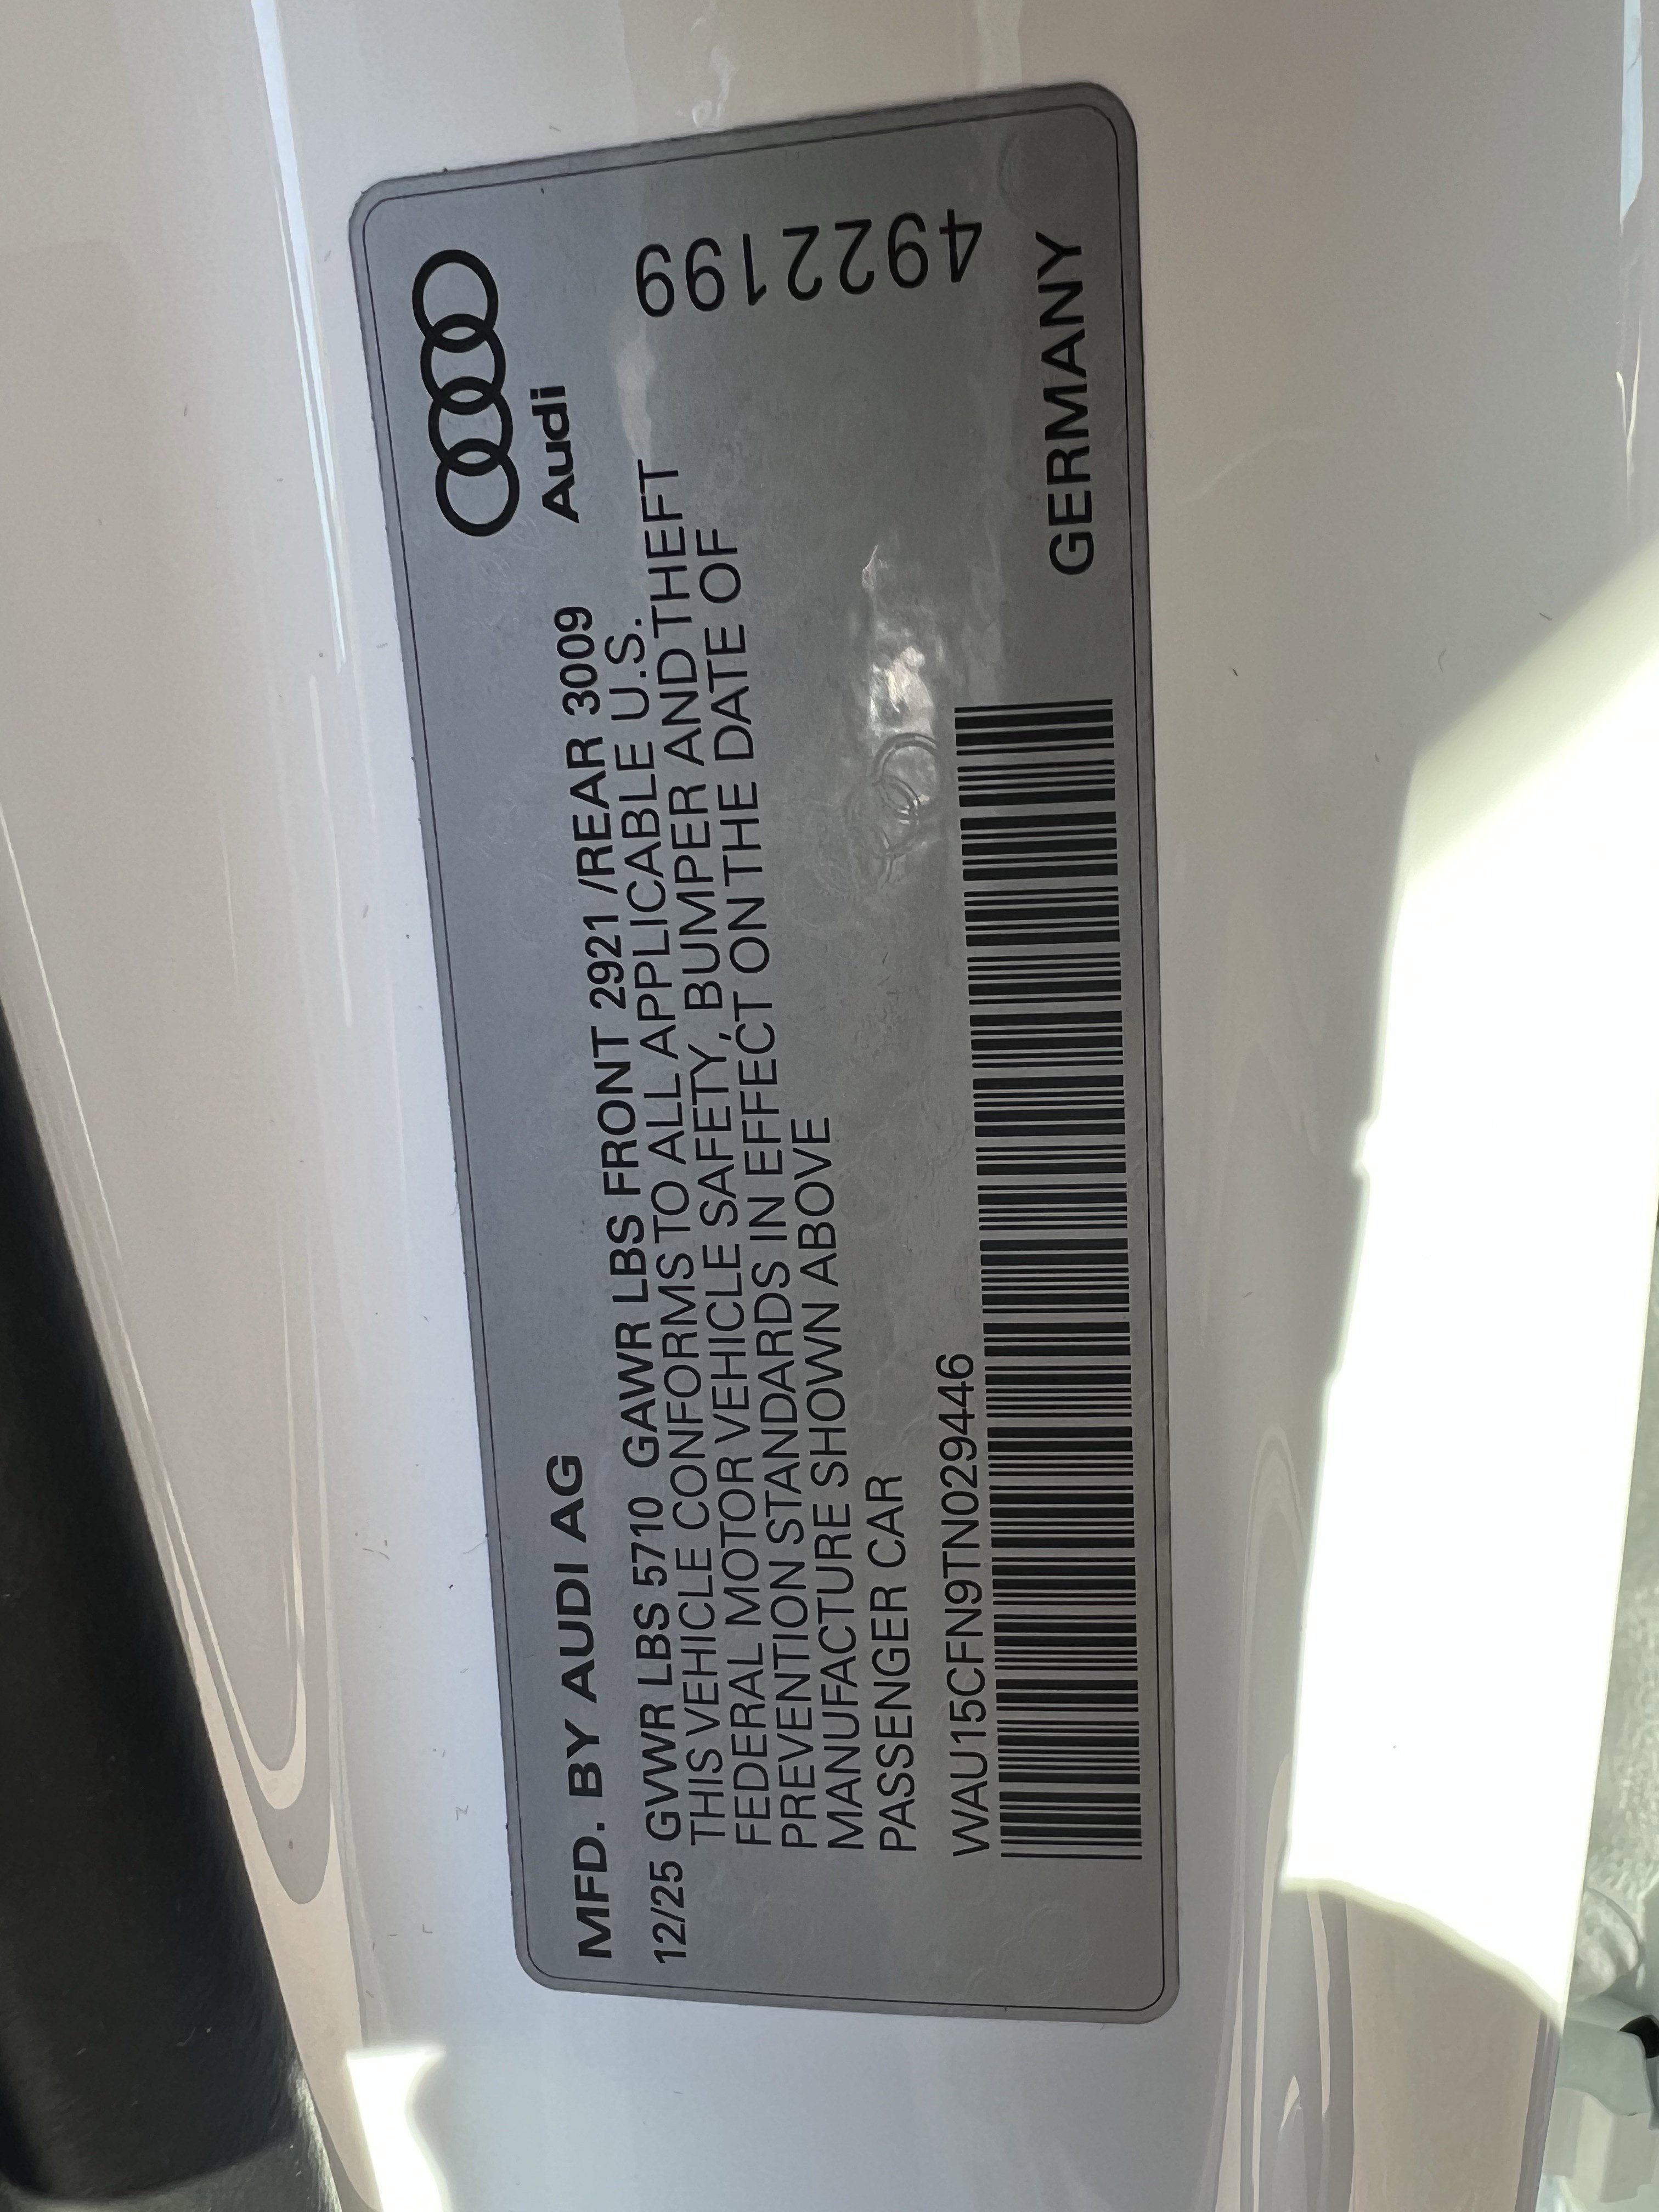 Audi
MFD. BY AUDI AG
12/25 GVWR LBS 5710 GAWR LBS FRONT 2921 /REAR 3009
THIS VEHICLE CONFORMS TO ALL APPLICABLE U.S.
FEDERAL MOTOR VEHICLE SAFETY, BUMPER AND THEFT
PREVENTION STANDARDS IN EFFECT ON THE DATE OF
MANUFACTURE SHOWN ABOVE
PASSENGER CAR
4922199
WAU15CFN9TN029446
GERMANY